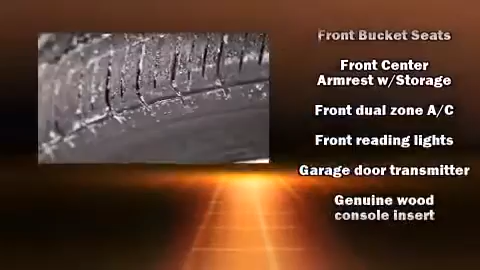 Front Bucket Seats
Front Center
Armrest w/Storage
Front dual zone A/C
Front reading lights
Garage door transmitter
Genuine wood
console insert